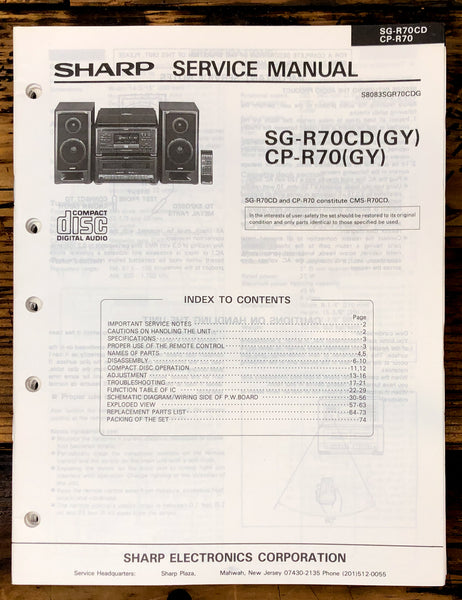 SG-R70CD
CP-R70
SHARP SERVICE MANUAL
S8083SGR70CDG
SG-R70CD(GY)
CP-R70(GY)
SG-R70CD and CP-R70 constitute CMS-R70CD.
In the interests of user-safety the set should be restored to its original
condition and only parts identical to those specified be used.
COMPACT
disc
DIGITAL AUDIO
INDEX TO CONTENTS
Page
IMPORTANT SERVICE NOTES 2
CAUTIONS ON HANDLING THE UNIT 2
SPECIFICATIONS 3
PROPER USE OF THE REMOTE CONTROL 3
NAMES OF PARTS 4,5
DISASSEMBLY 6-10
COMPACT DISC OPERATION 11,12
ADJUSTMENT 13-16
TROUBLESHOOTING 17-21
FUNCTION TABLE OF IC 22-29
SCHEMATIC DIAGRAM/WIRING SIDE OF P.W.BOARD 30-56
EXPLODED VIEW 57-63
REPLACEMENT PARTS LIST 64-73
PACKING OF THE SET 74
SHARP ELECTRONICS CORPORATION
Service Headquarters: Sharp Plaza, Mahwah, New Jersey 07430-2135 Phone (201)512-0055